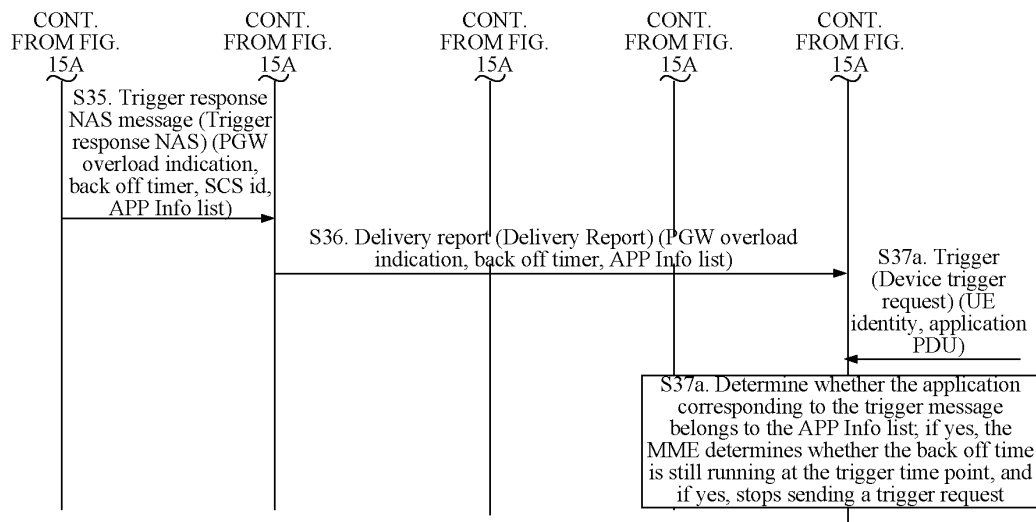 CONT.
FROM FIG.
15A
CONT.
FROM FIG.
15A
CONT.
FROM FIG.
15A
CONT.
FROM FIG.
15A
CONT.
FROM FIG.
15A
S35. Trigger response
NAS message (Trigger
response NAS) (PGW
overload indication,
back off timer, SCS id,
APP Info list)
S36. Delivery report (Delivery Report) (PGW overload
indication, back off timer, APP Info list)
S37a. Trigger
(Device trigger
request) (UE
identity, application
PDU)
S37a. Determine whether the application
corresponding to the trigger message
belongs to the APP Info list; if yes, the
MME determines whether the back off time
is still running at the trigger time point, and
if yes, stops sending a trigger request